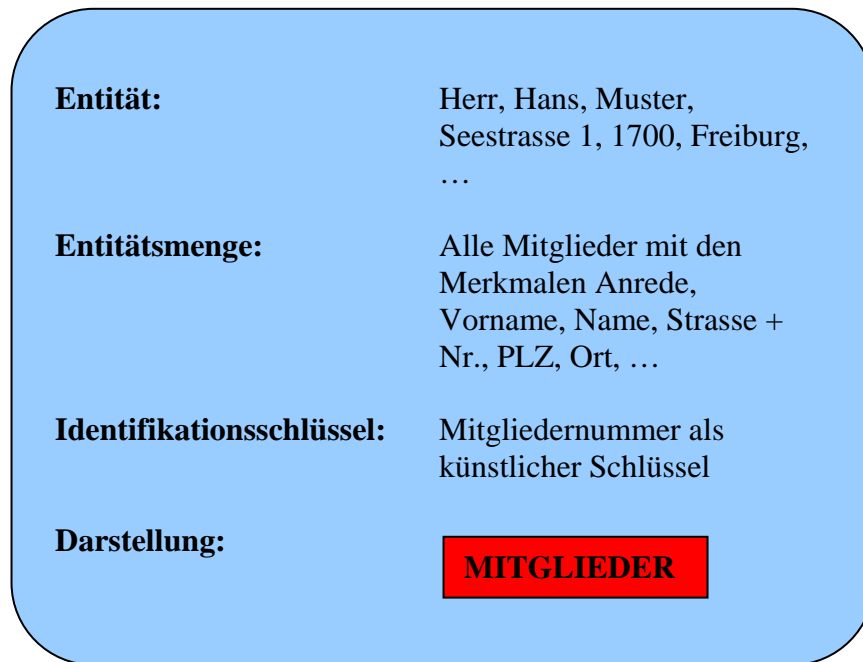 Entität: Herr, Hans, Muster,
Seestrasse 1, 1700, Freiburg,
…
Entitätsmenge: Alle Mitglieder mit den
Merkmalen Anrede,
Vorname, Name, Strasse +
Nr., PLZ, Ort, …
Identifikationsschlüssel: Mitgliedernummer als
künstlicher Schlüssel
Darstellung:
MITGLIEDER